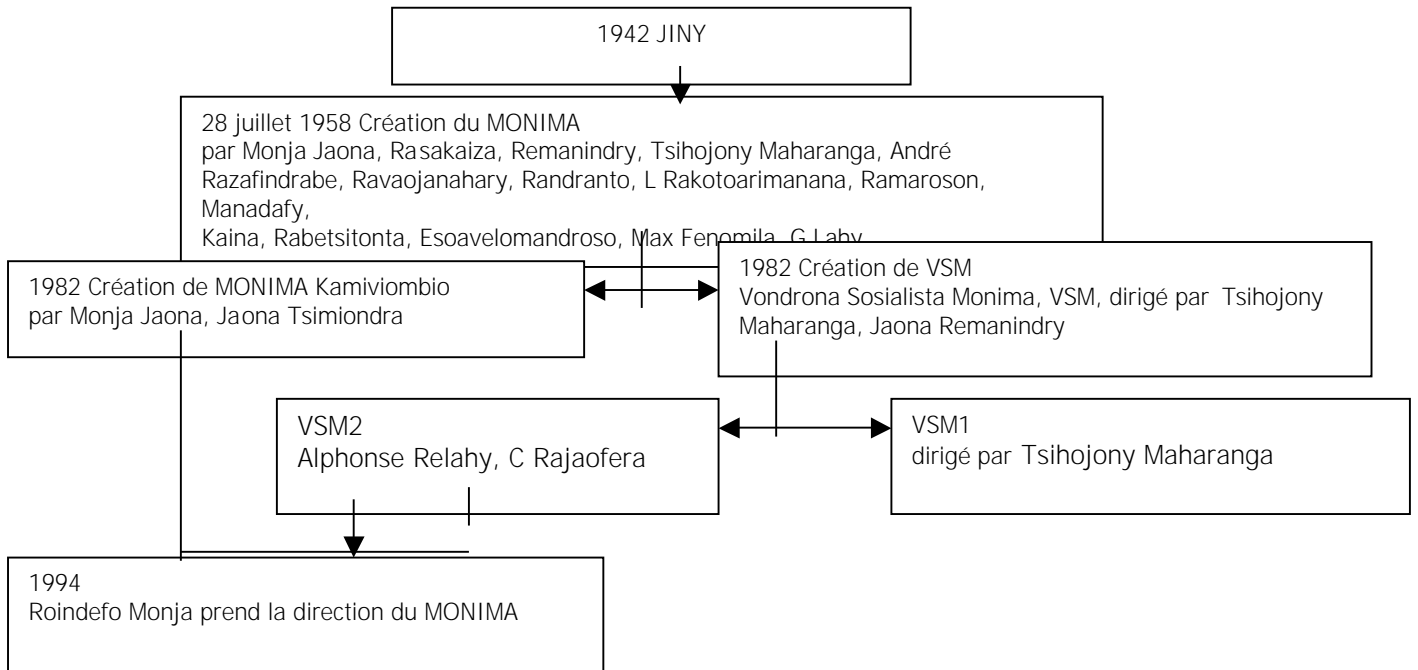 1942 JINY
28 juillet 1958 Création du MONIMA
par Monja Jaona, Rasakaiza, Remanindry, Tsihojony Maharanga, André
Razafindrabe, Ravaojanahary, Randranto, L Rakotoarimanana, Ramaroson,
Manadafy,
Kaina, Rabetsitonta, Esoavelomandroso, Max Fenomila, G Lahy
1982 Création de MONIMA Kamiviombio
par Monja Jaona, Jaona Tsimiondra
1982 Création de VSM
Vondrona Sosialista Monima, VSM, dirigé par Tsihojony
Maharanga, Jaona Remanindry
VSM2
Alphonse Relahy, C Rajaofera
VSM1
dirigé par Tsihojony Maharanga
1994
Roindefo Monja prend la direction du MONIMA